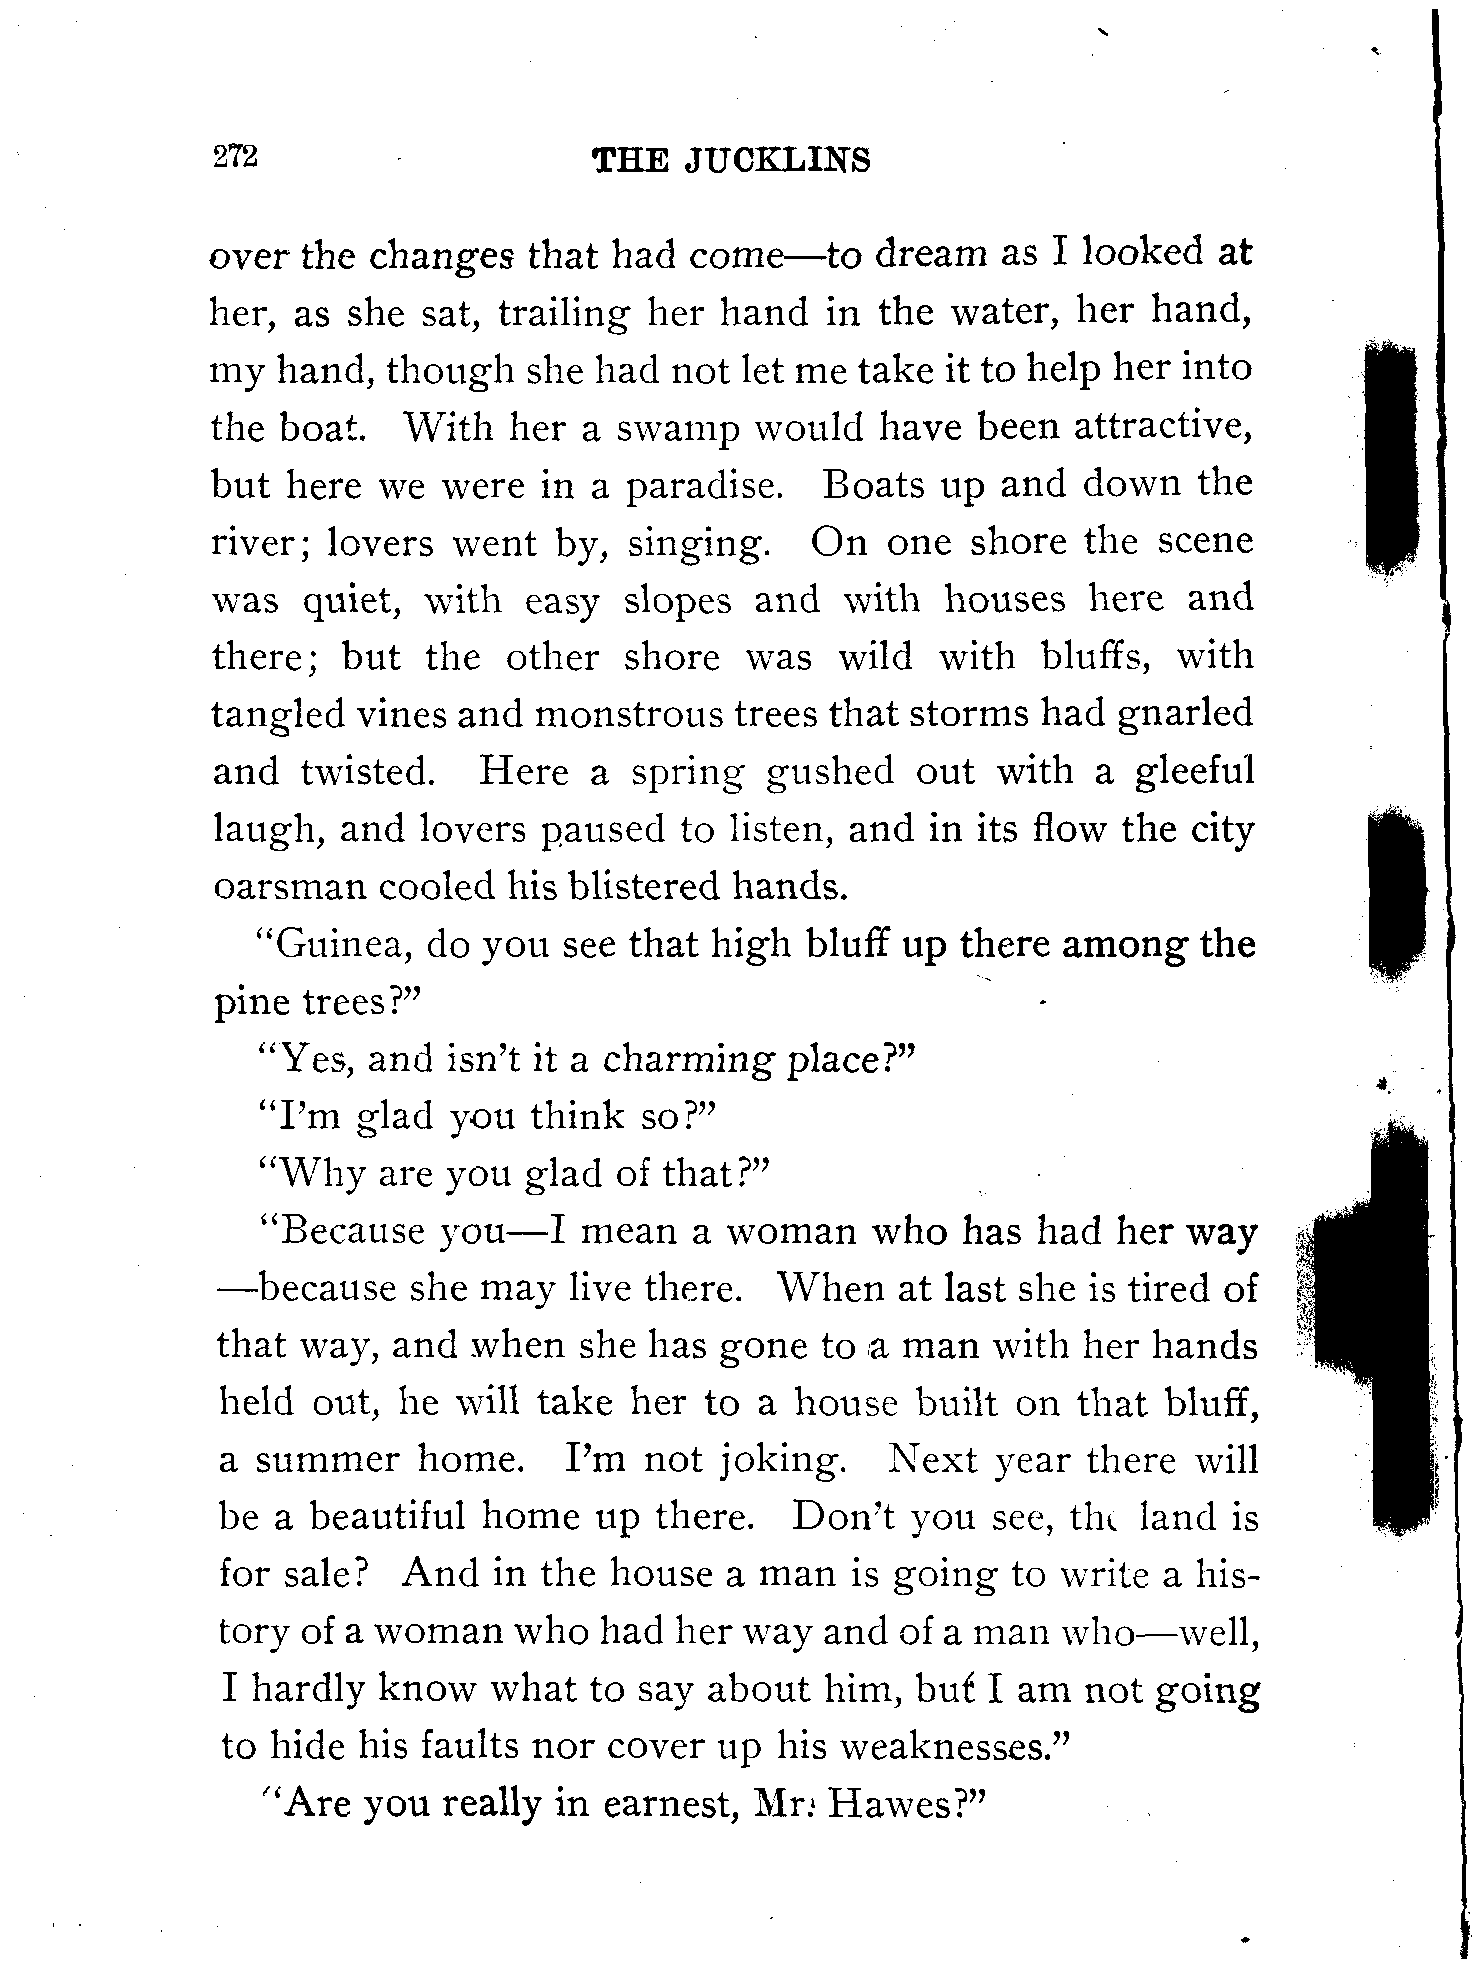 272 THE JUCKLINS
over the changes that had come—to dream as I looked at
her, as she sat, trailing her hand in the water, her hand,
my hand, though she had not let me take it to help her into
the boat. With her a swamp would have been attractive,
but here we were in a paradise. Boats up and down the
river; lovers went by, singing. On one shore the scene
was quiet, with easy slopes and with houses here and
there; but the other shore was wild with bluffs, with
tangled vines and monstrous trees that storms had gnarled
and twisted. Here a spring gushed out with a gleeful
laugh, and lovers paused to listen, and in its flow the city
oarsman cooled his blistered hands.
"Guinea, do you see that high bluff up there among the
pine trees?"
"Yes, and isn't it a charming place?"
"I'm glad you think so?"
"Why are you glad of that?"
"Because you—I mean a woman who has had her way
—because she may live there. When at last she is tired of
that way, and when she has gone to a man with her hands
held out, he will take her to a house built on that bluff,
a summer home. I'm not joking. Next year there will
be a beautiful home up there. Don't you see, the land is
for sale? And in the house a man is going to write a his-
tory of a woman who had her way and of a man who—well,
I hardly know what to say about him, but I am not going
to hide his faults nor cover up his weaknesses."
"Are you really in earnest, Mr. Hawes?"